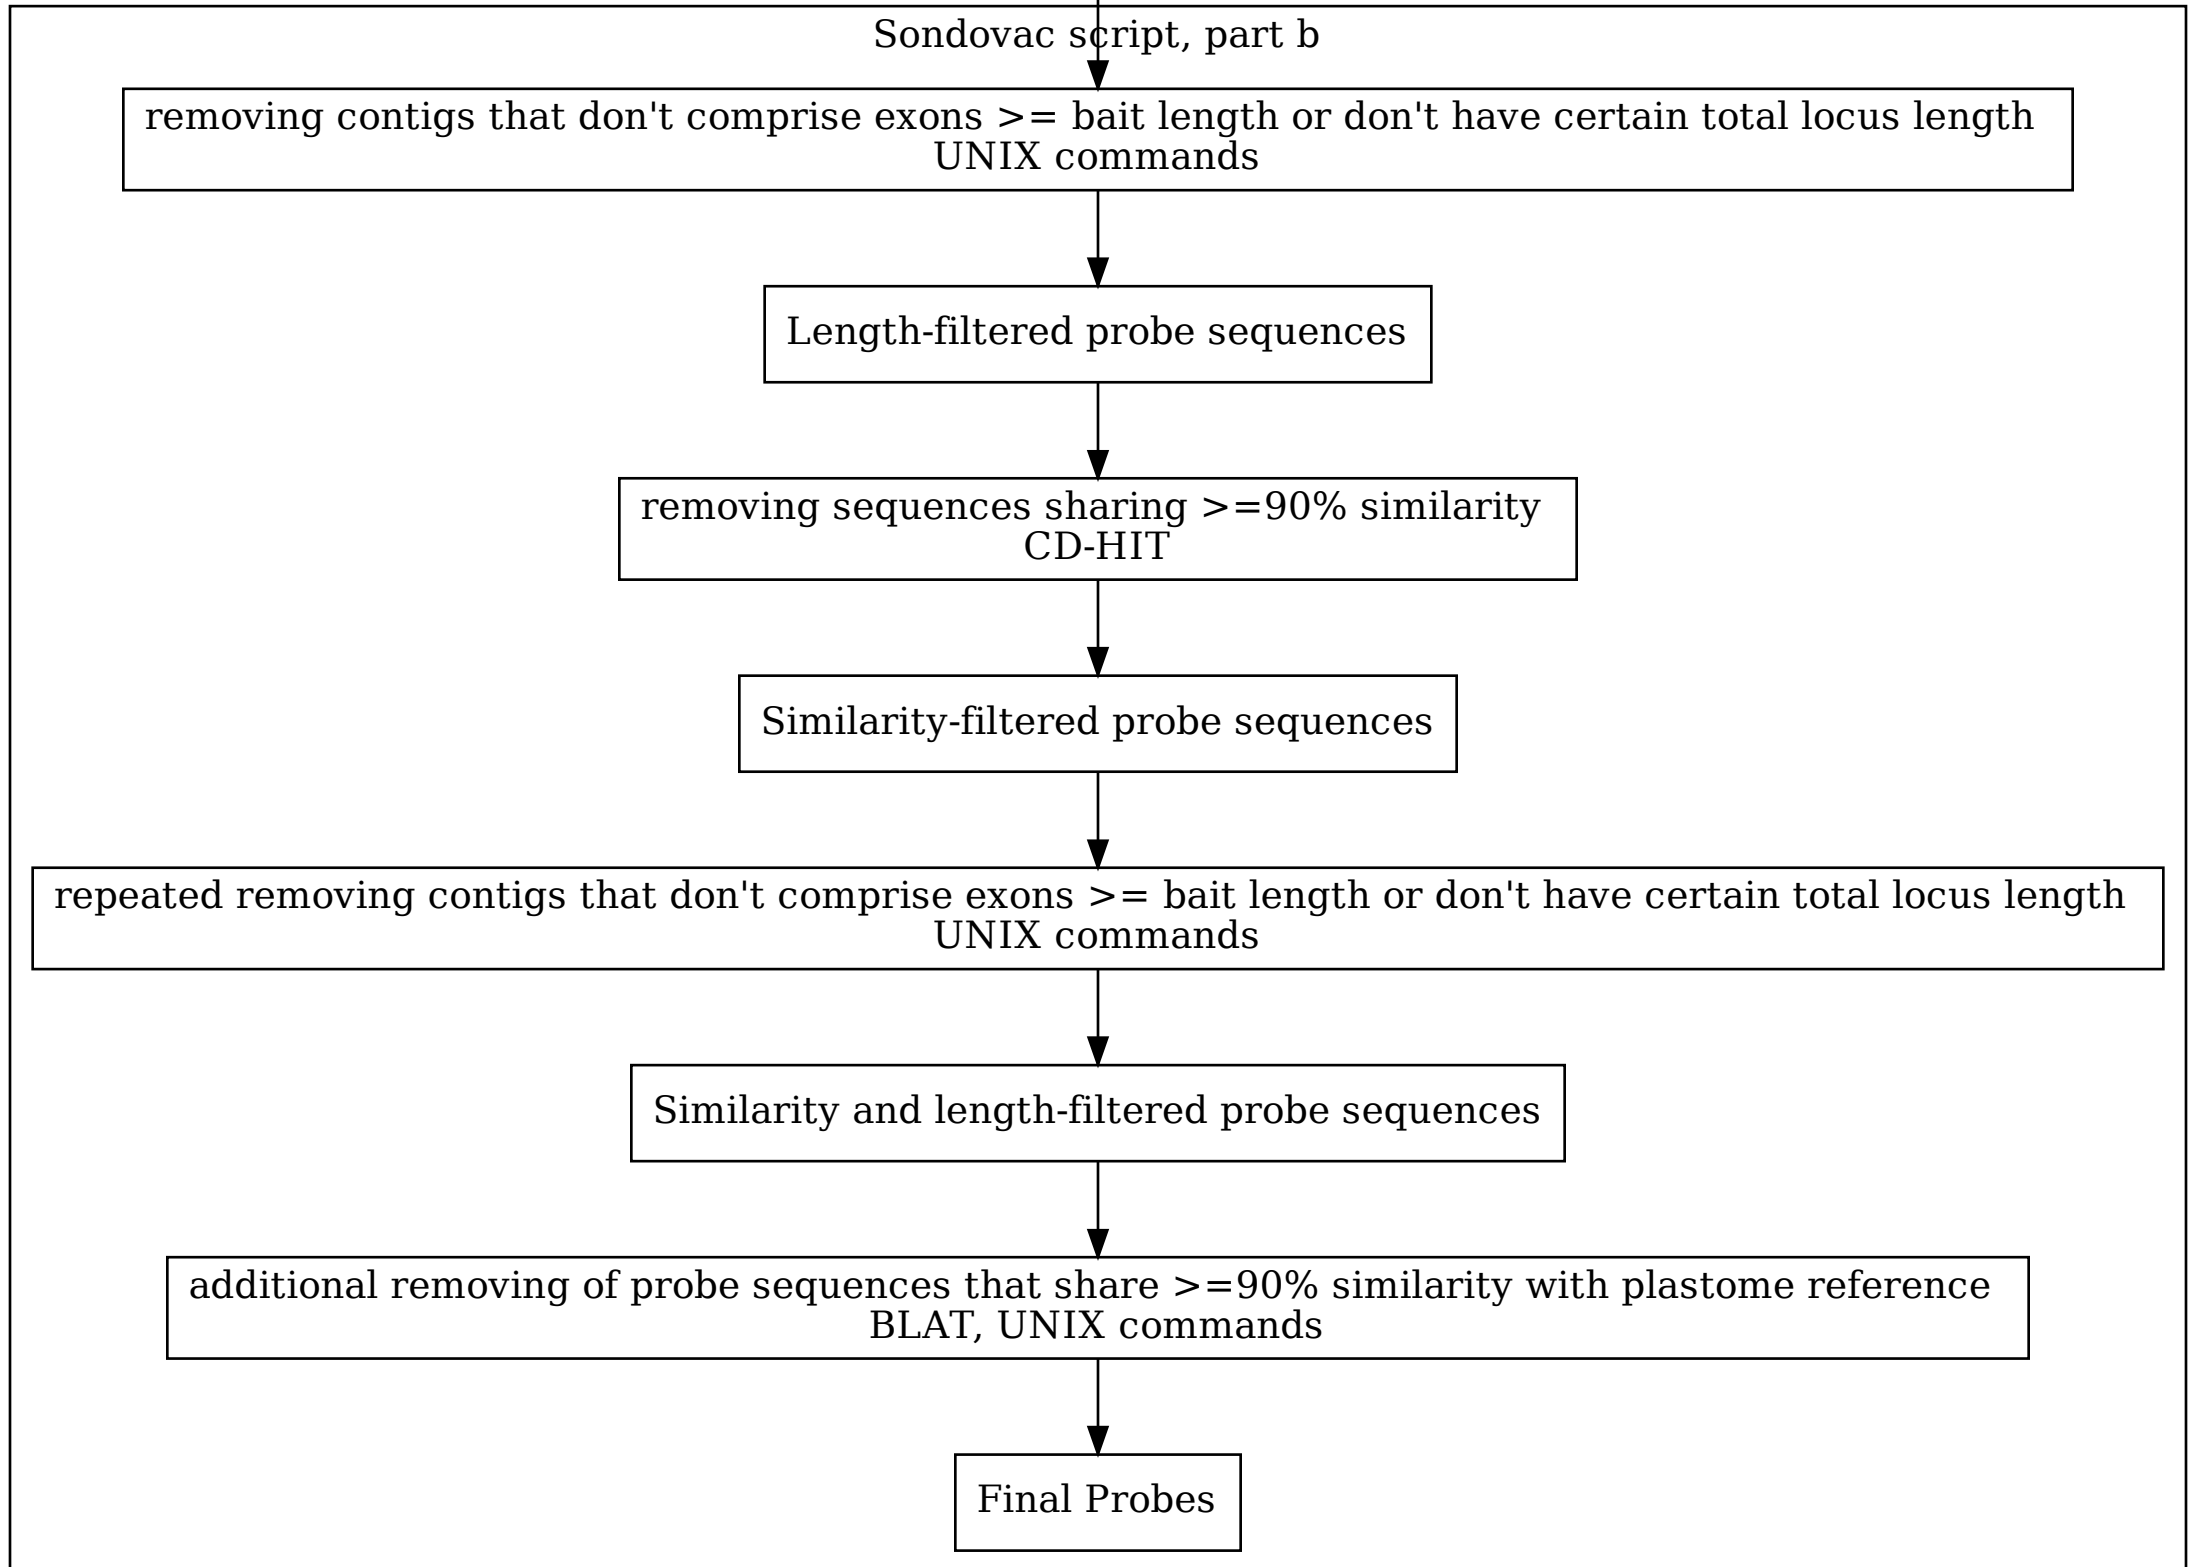 Sondovac script, part b
removing contigs that don't comprise exons >= bait length or don't have certain total locus length
UNIX commands
Length-filtered probe sequences
removing sequences sharing >=90% similarity
CD-HIT
Similarity-filtered probe sequences
repeated removing contigs that don't comprise exons >= bait length or don't have certain total locus length
UNIX commands
Similarity and length-filtered probe sequences
additional removing of probe sequences that share >=90% similarity with plastome reference
BLAT, UNIX commands
Final Probes